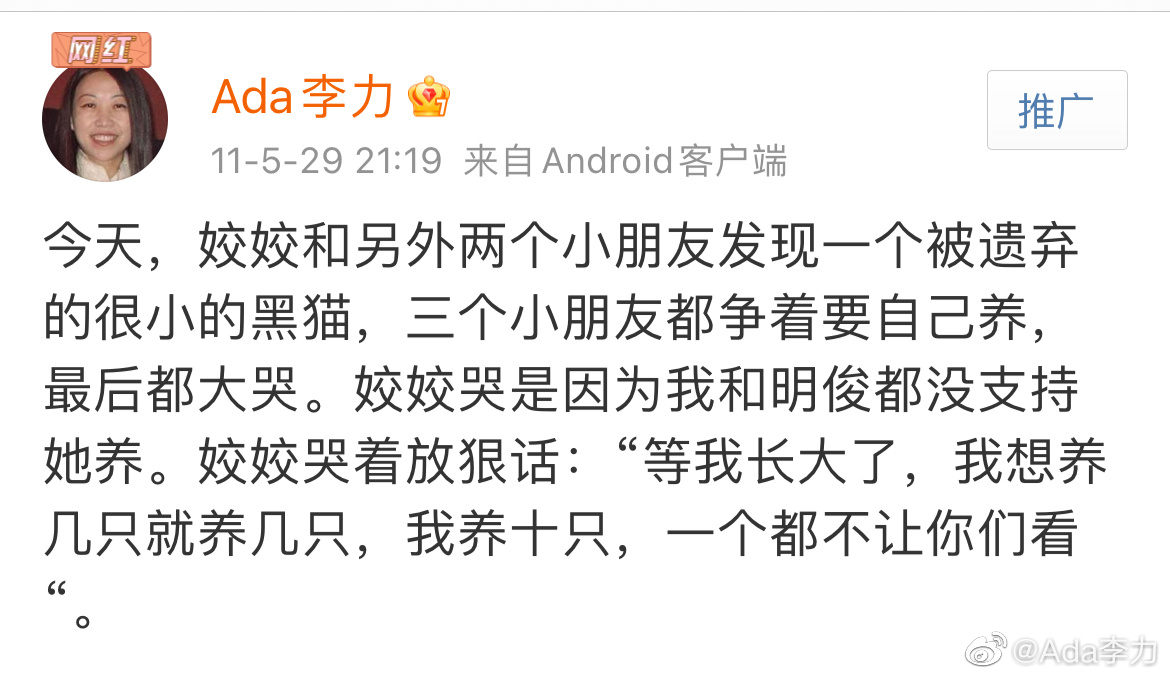 网红
Ada李力
推广
11-5-29 21:19 来自Android客户端
今天，姣姣和另外两个小朋友发现一个被遗弃
的很小的黑猫，三个小朋友都争着要自己养，
最后都大哭。姣姣哭是因为我和明俊都没支持
她养。姣姣哭着放狠话：“等我长大了，我想养
几只就养几只，我养十只，一个都不让你们看
“。
@Ada李力